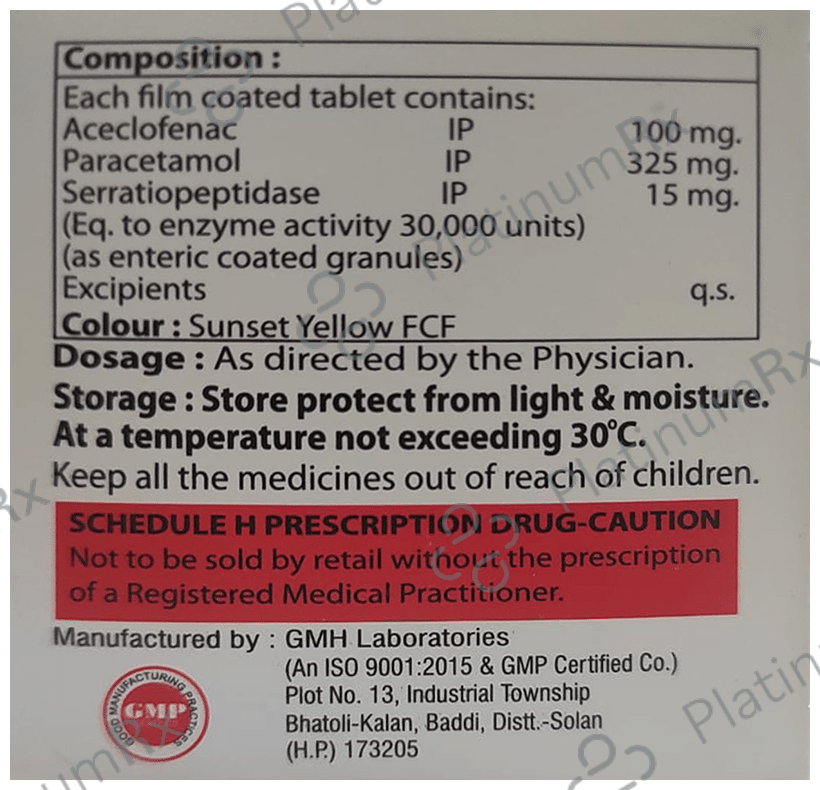 Composition :
Each film coated tablet contains:
Aceclofenac IP 100 mg.
Paracetamol IP 325 mg.
Serratiopeptidase IP 15 mg.
(Eq. to enzyme activity 30,000 units)
(as enteric coated granules)
Excipients q.s.
Colour : Sunset Yellow FCF
Dosage : As directed by the Physician.
Storage : Store protect from light & moisture.
At a temperature not exceeding 30°C.
Keep all the medicines out of reach of children.
SCHEDULE H PRESCRIPTION DRUG-CAUTION
Not to be sold by retail without the prescription
of a Registered Medical Practitioner.
Manufactured by : GMH Laboratories
(An ISO 9001:2015 & GMP Certified Co.)
Plot No. 13, Industrial Township
Bhatoli-Kalan, Baddi, Distt.-Solan
(H.P.) 173205
GOOD MANUFACTURING PRACTICES
GMP
PlatinumRx
PlatinumRx